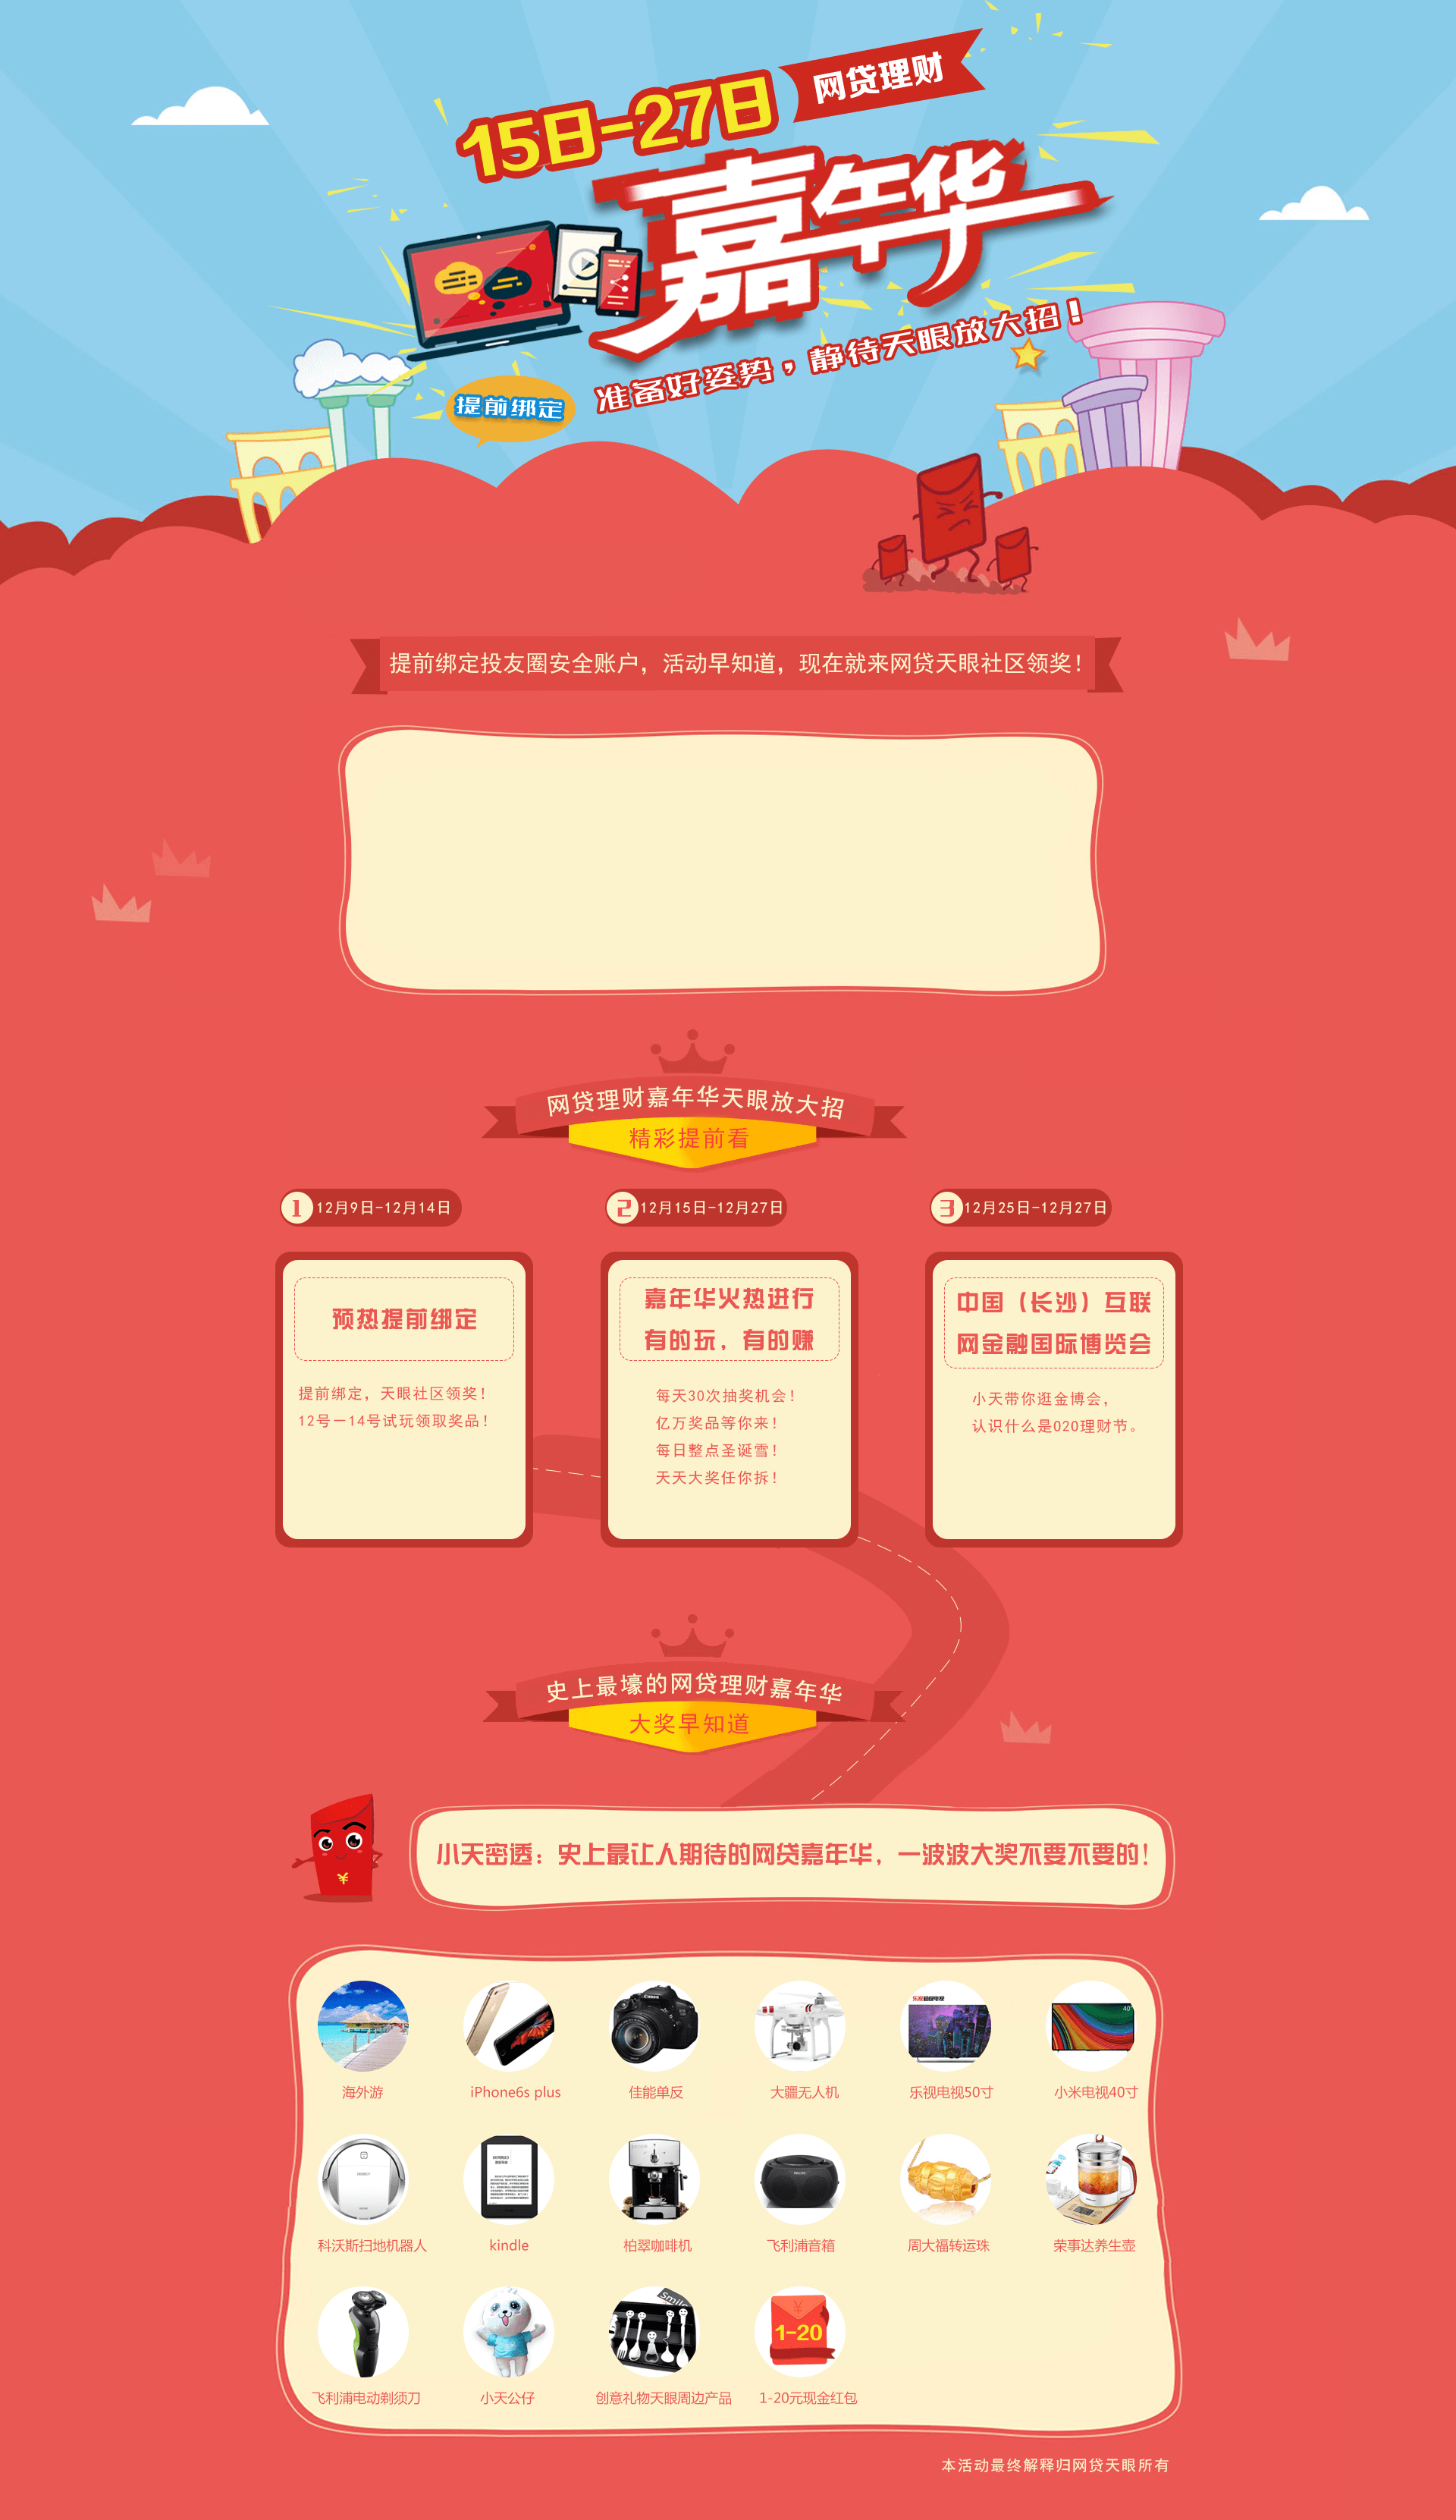 15日-27日
网贷理财
嘉年华
准备好姿势，静待天眼放大招！
提前绑定
提前绑定投友圈安全账户，活动早知道，现在就来网贷天眼社区领奖！
网贷理财嘉年华天眼放大招
精彩提前看
1 12月9日-12月14日
2 12月15日-12月27日
3 12月25日-12月27日
预热提前绑定
提前绑定，天眼社区领奖！
12号—14号试玩领取奖品！
嘉年华火热进行
有的玩，有的赚
每天30次抽奖机会！
亿万奖品等你来！
每日整点圣诞雪！
天天大奖任你拆！
中国（长沙）互联
网金融国际博览会
小天带你逛金博会，
认识什么是O2O理财节。
史上最壕的网贷理财嘉年华
大奖早知道
小天密透：史上最让人期待的网贷嘉年华，一波波大奖不要不要的！
¥
Canon
乐视超级电视
40"
海外游
iPhone6s plus
佳能单反
大疆无人机
乐视电视50寸
小米电视40寸
科沃斯扫地机器人
kindle
柏翠咖啡机
飞利浦音箱
周大福转运珠
荣事达养生壶
Smile
¥
1-20
飞利浦电动剃须刀
小天公仔
创意礼物天眼周边产品
1-20元现金红包
本活动最终解释归网贷天眼所有